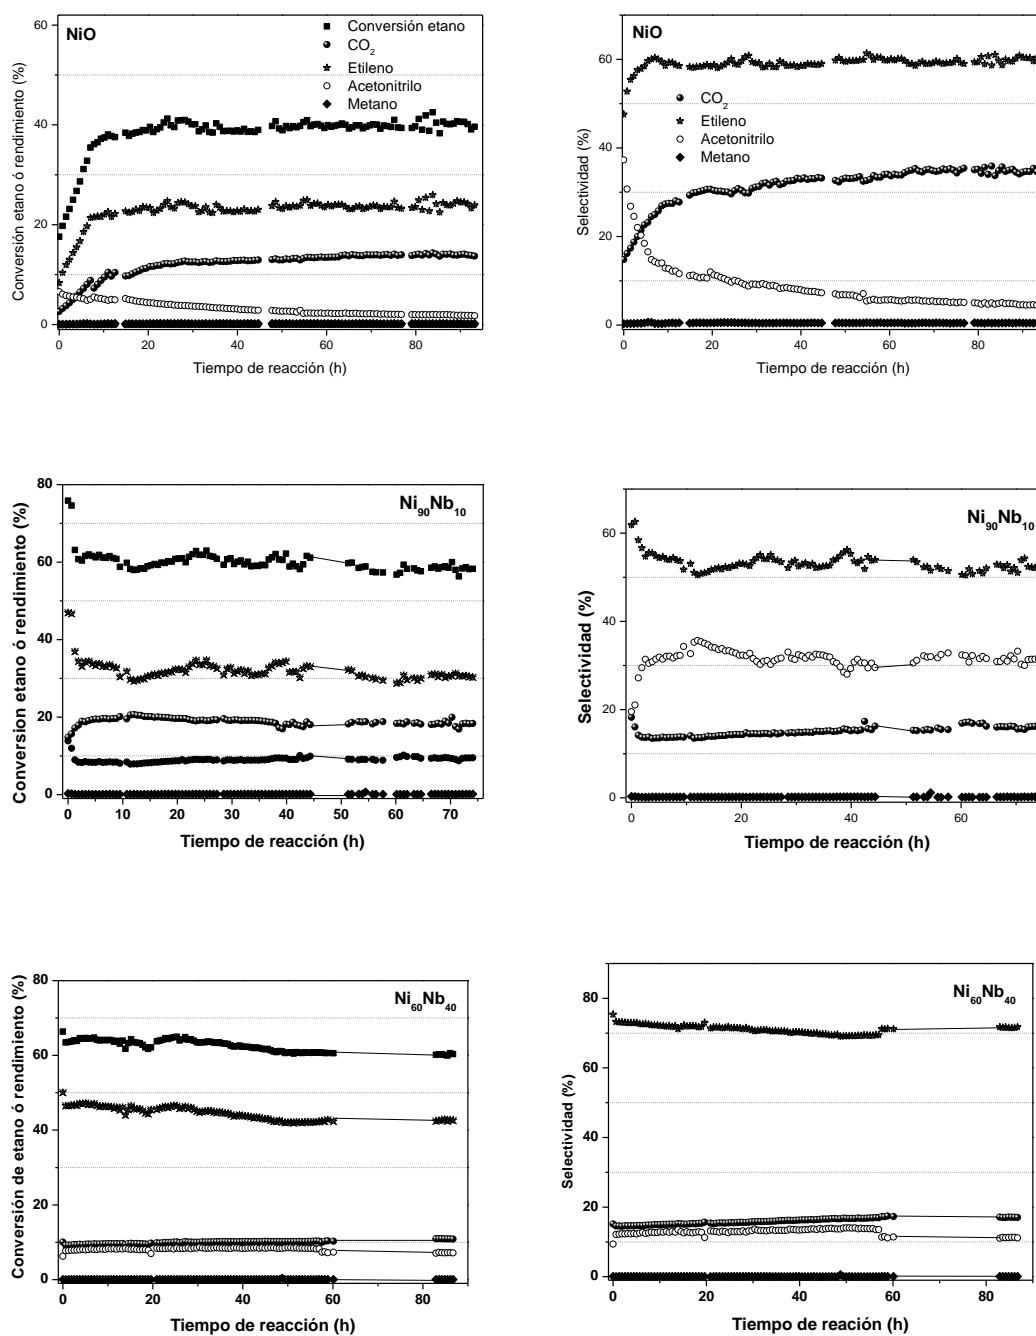 NiO
Conversión etano
CO2
Etileno
Acetonitrilo
Metano
60
40
20
0
Conversión etano ó rendimiento (%)
0 20 40 60 80
Tiempo de reacción (h)
NiO
CO2
Etileno
Acetonitrilo
Metano
60
40
20
0
Selectividad (%)
0 20 40 60 80
Tiempo de reacción (h)
Ni90Nb10
80
60
40
20
0
Conversion etano ó rendimiento (%)
0 10 20 30 40 50 60 70
Tiempo de reacción (h)
Ni90Nb10
60
40
20
0
Selectividad (%)
0 20 40 60
Tiempo de reacción (h)
Ni60Nb40
80
60
40
20
0
Conversión de etano ó rendimiento (%)
0 20 40 60 80
Tiempo de reacción (h)
Ni60Nb40
80
60
40
20
0
Selectividad (%)
0 20 40 60 80
Tiempo de reacción (h)